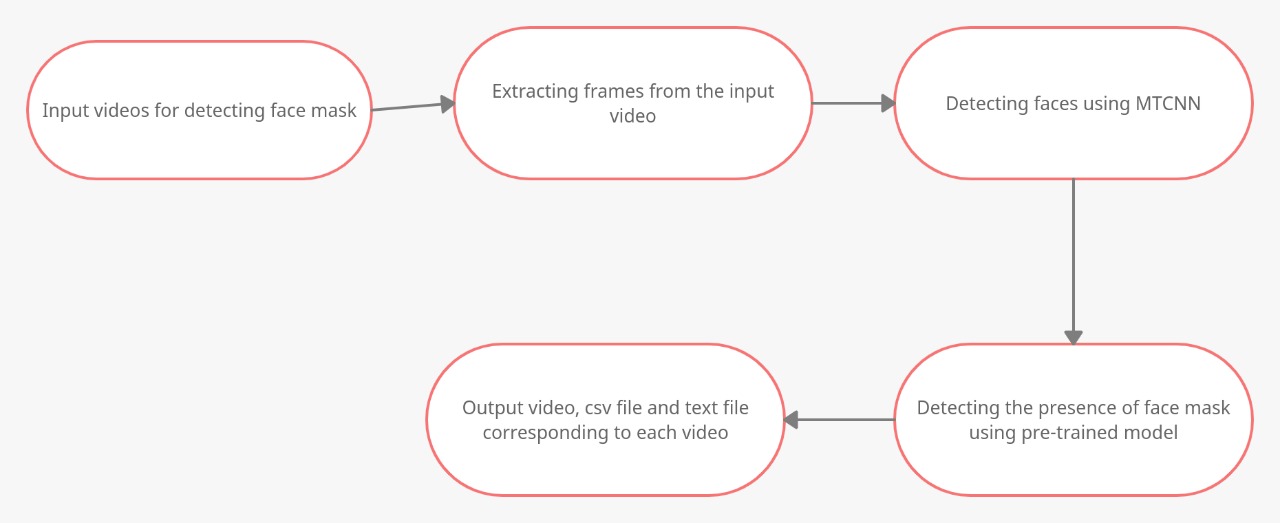 Input videos for detecting face mask
Extracting frames from the input
video
Detecting faces using MTCNN
Detecting the presence of face mask
using pre-trained model
Output video, csv file and text file
corresponding to each video